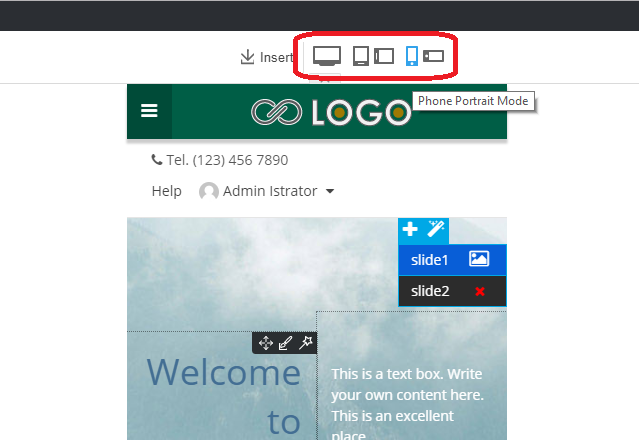 Insert
Phone Portrait Mode
LOGO
Tel. (123) 456 7890
Help Admin Istrator
slide1
slide2
Welcome
to
This is a text box. Write
your own content here.
This is an excellent
place